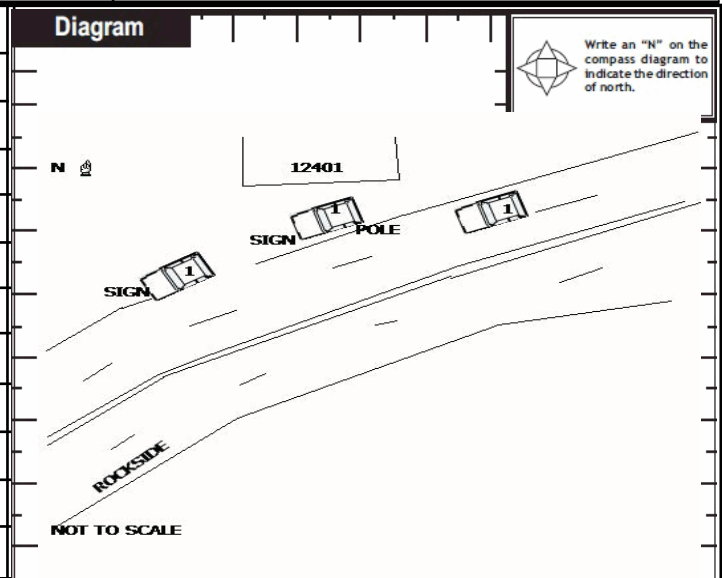 Diagram
Write an “N” on the
compass diagram to
indicate the direction
of north.
N
12401
1
1
SIGN
POLE
1
SIGN
ROCKSIDE
NOT TO SCALE